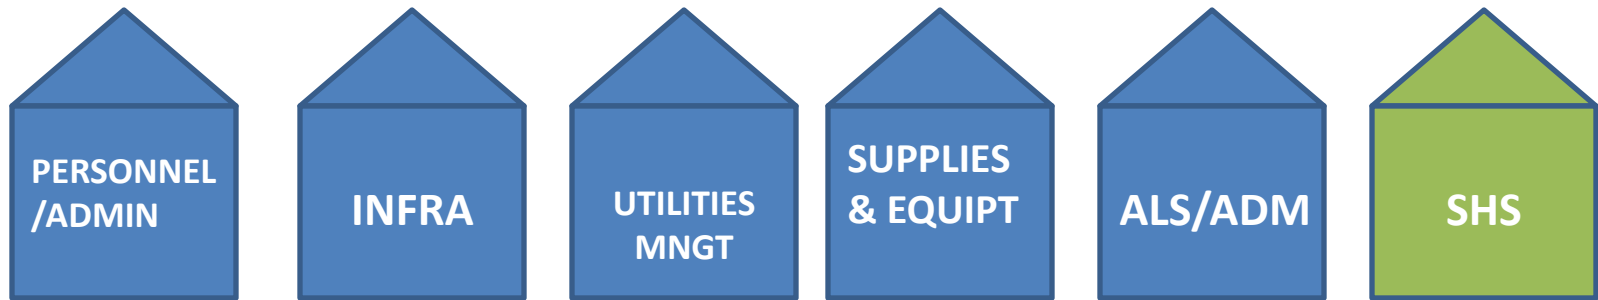 PERSONNEL
/ADMIN
INFRA
UTILITIES
MNGT
SUPPLIES
& EQUIPT
ALS/ADM
SHS